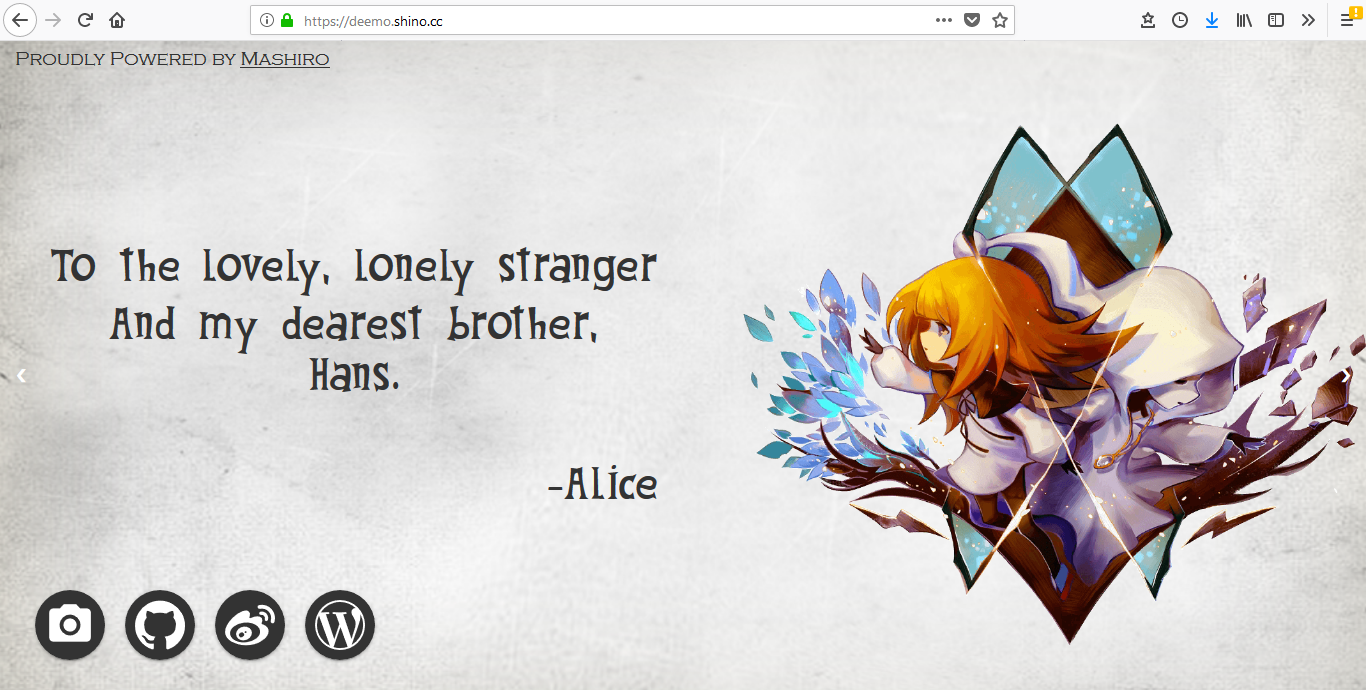 https://deemo.shino.cc
Proudly Powered by Mashiro
To the lovely, lonely stranger
And my dearest brother,
Hans.
-Alice